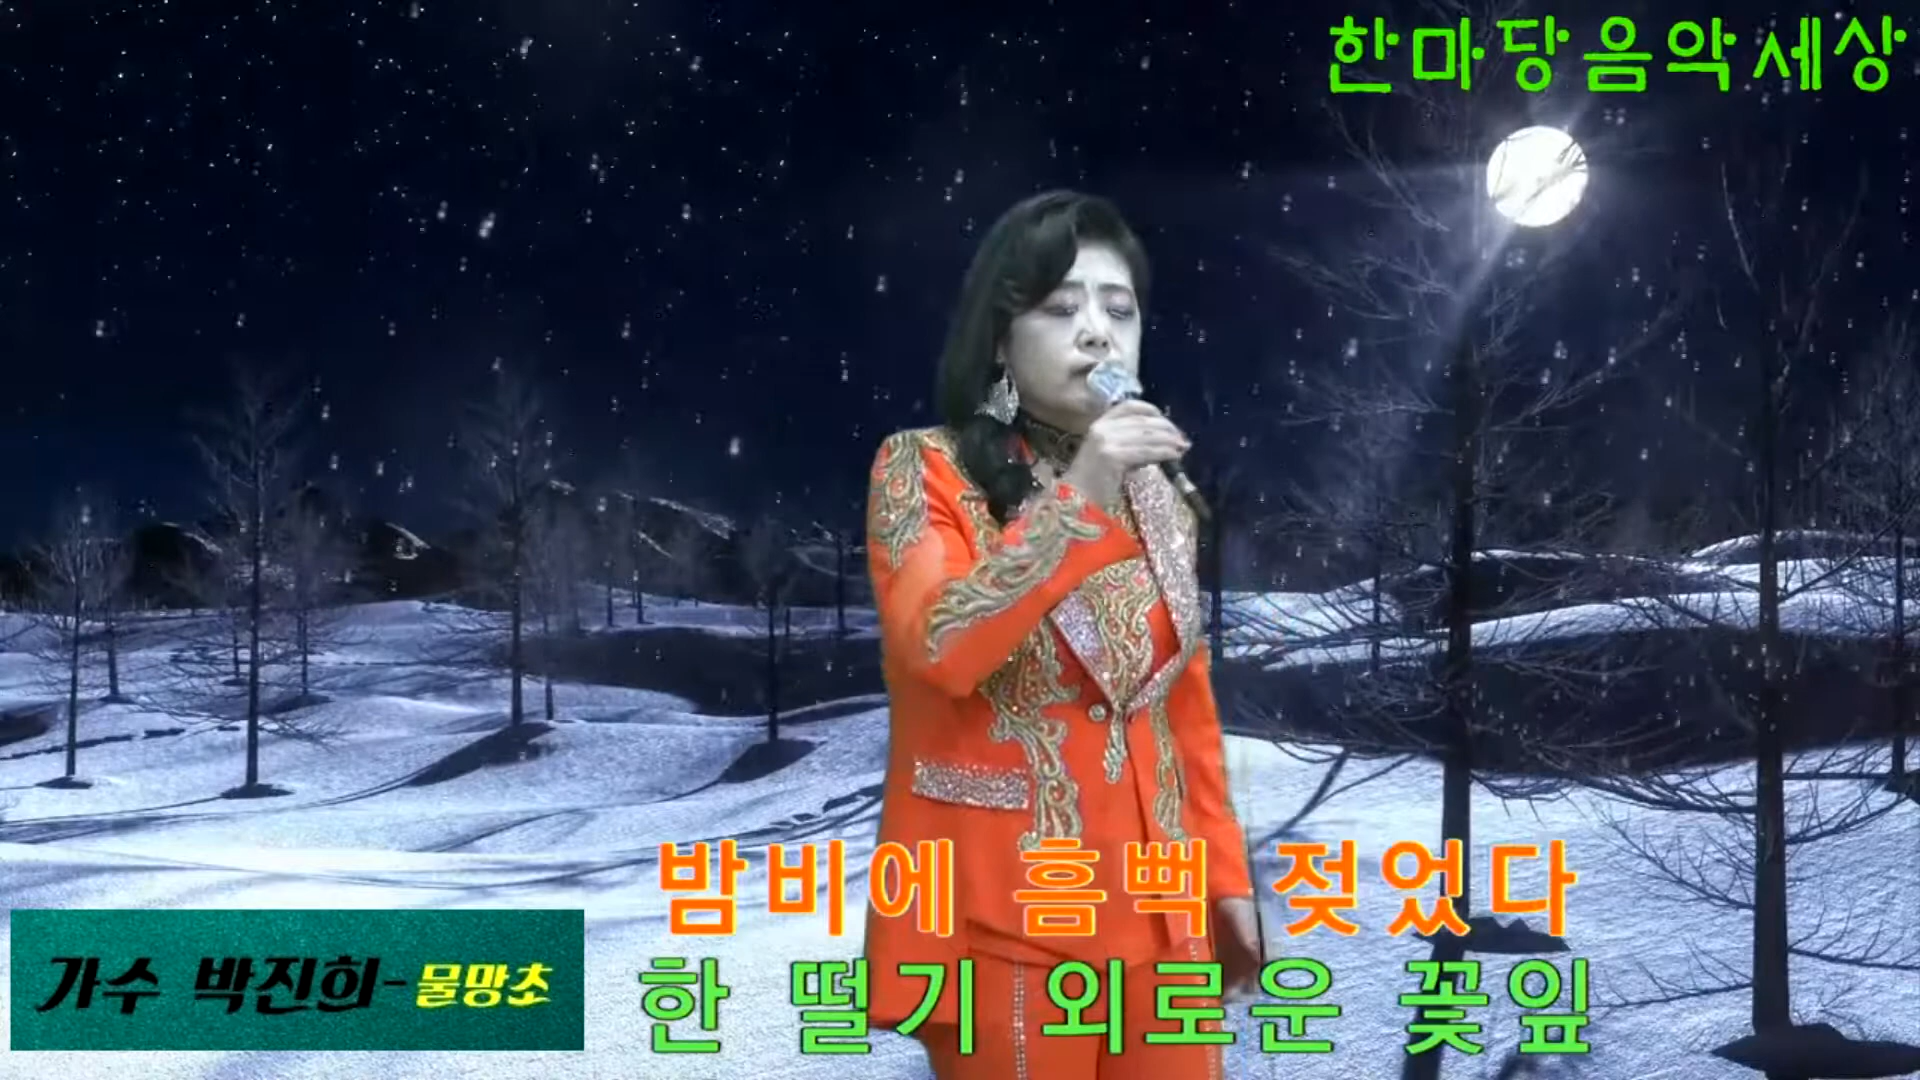 한마당음악세상
밤비에 흠뻑 젖었다
한 떨기 외로운 꽃잎
가수 박진희-물망초